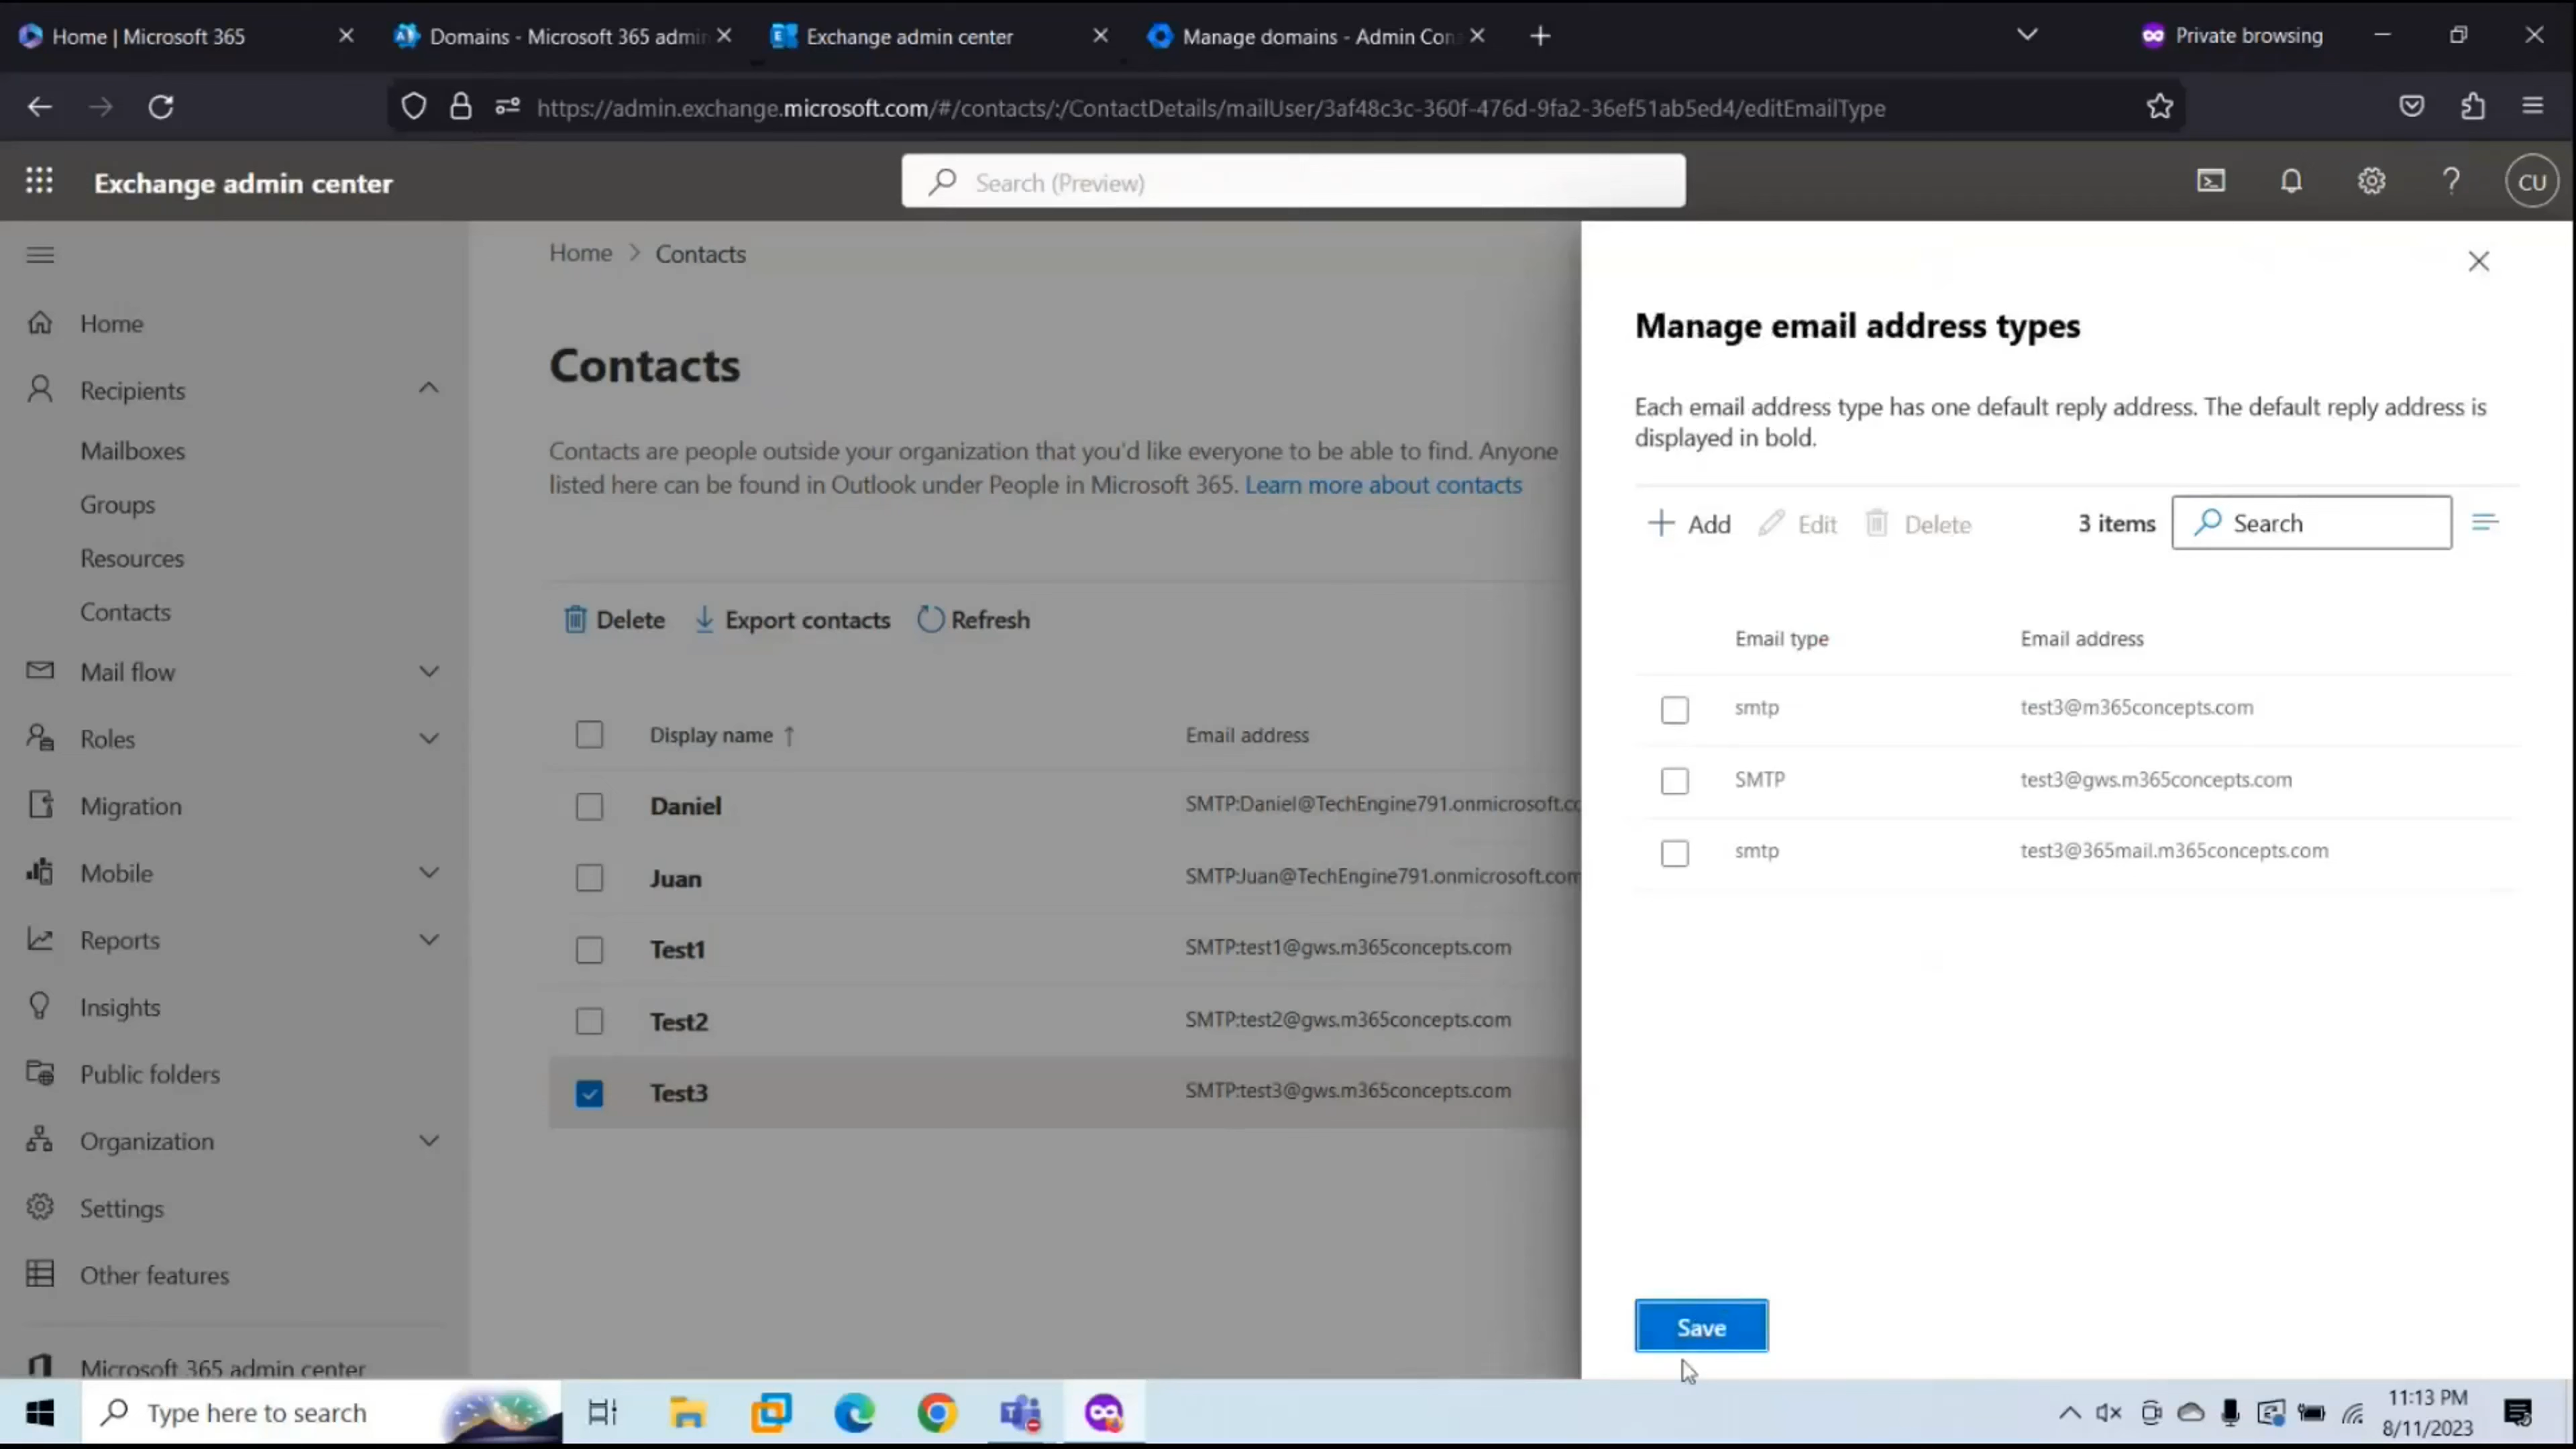 Home | Microsoft 365
Domains - Microsoft 365 admin
Exchange admin center
Manage domains - Admin Con
Private browsing
https://admin.exchange.microsoft.com/#/contacts/:/ContactDetails/mailUser/3af48c3c-360f-476d-9fa2-36ef51ab5ed4/editEmailType
Exchange admin center
Search (Preview)
CU
Home
Recipients
Mailboxes
Groups
Resources
Contacts
Mail flow
Roles
Migration
Mobile
Reports
Insights
Public folders
Organization
Settings
Other features
Microsoft 365 admin center
Home > Contacts
Contacts
Contacts are people outside your organization that you'd like everyone to be able to find. Anyone
listed here can be found in Outlook under People in Microsoft 365. Learn more about contacts
Delete Export contacts Refresh
Display name ↑ Email address
Daniel SMTP:Daniel@TechEngine791.onmicrosoft.co
Juan SMTP:Juan@TechEngine791.onmicrosoft.com
Test1 SMTP:test1@gws.m365concepts.com
Test2 SMTP:test2@gws.m365concepts.com
Test3 SMTP:test3@gws.m365concepts.com
Manage email address types
Each email address type has one default reply address. The default reply address is
displayed in bold.
Add Edit Delete 3 items Search
Email type Email address
smtp test3@m365concepts.com
SMTP test3@gws.m365concepts.com
smtp test3@365mail.m365concepts.com
Save
Type here to search
11:13 PM
8/11/2023